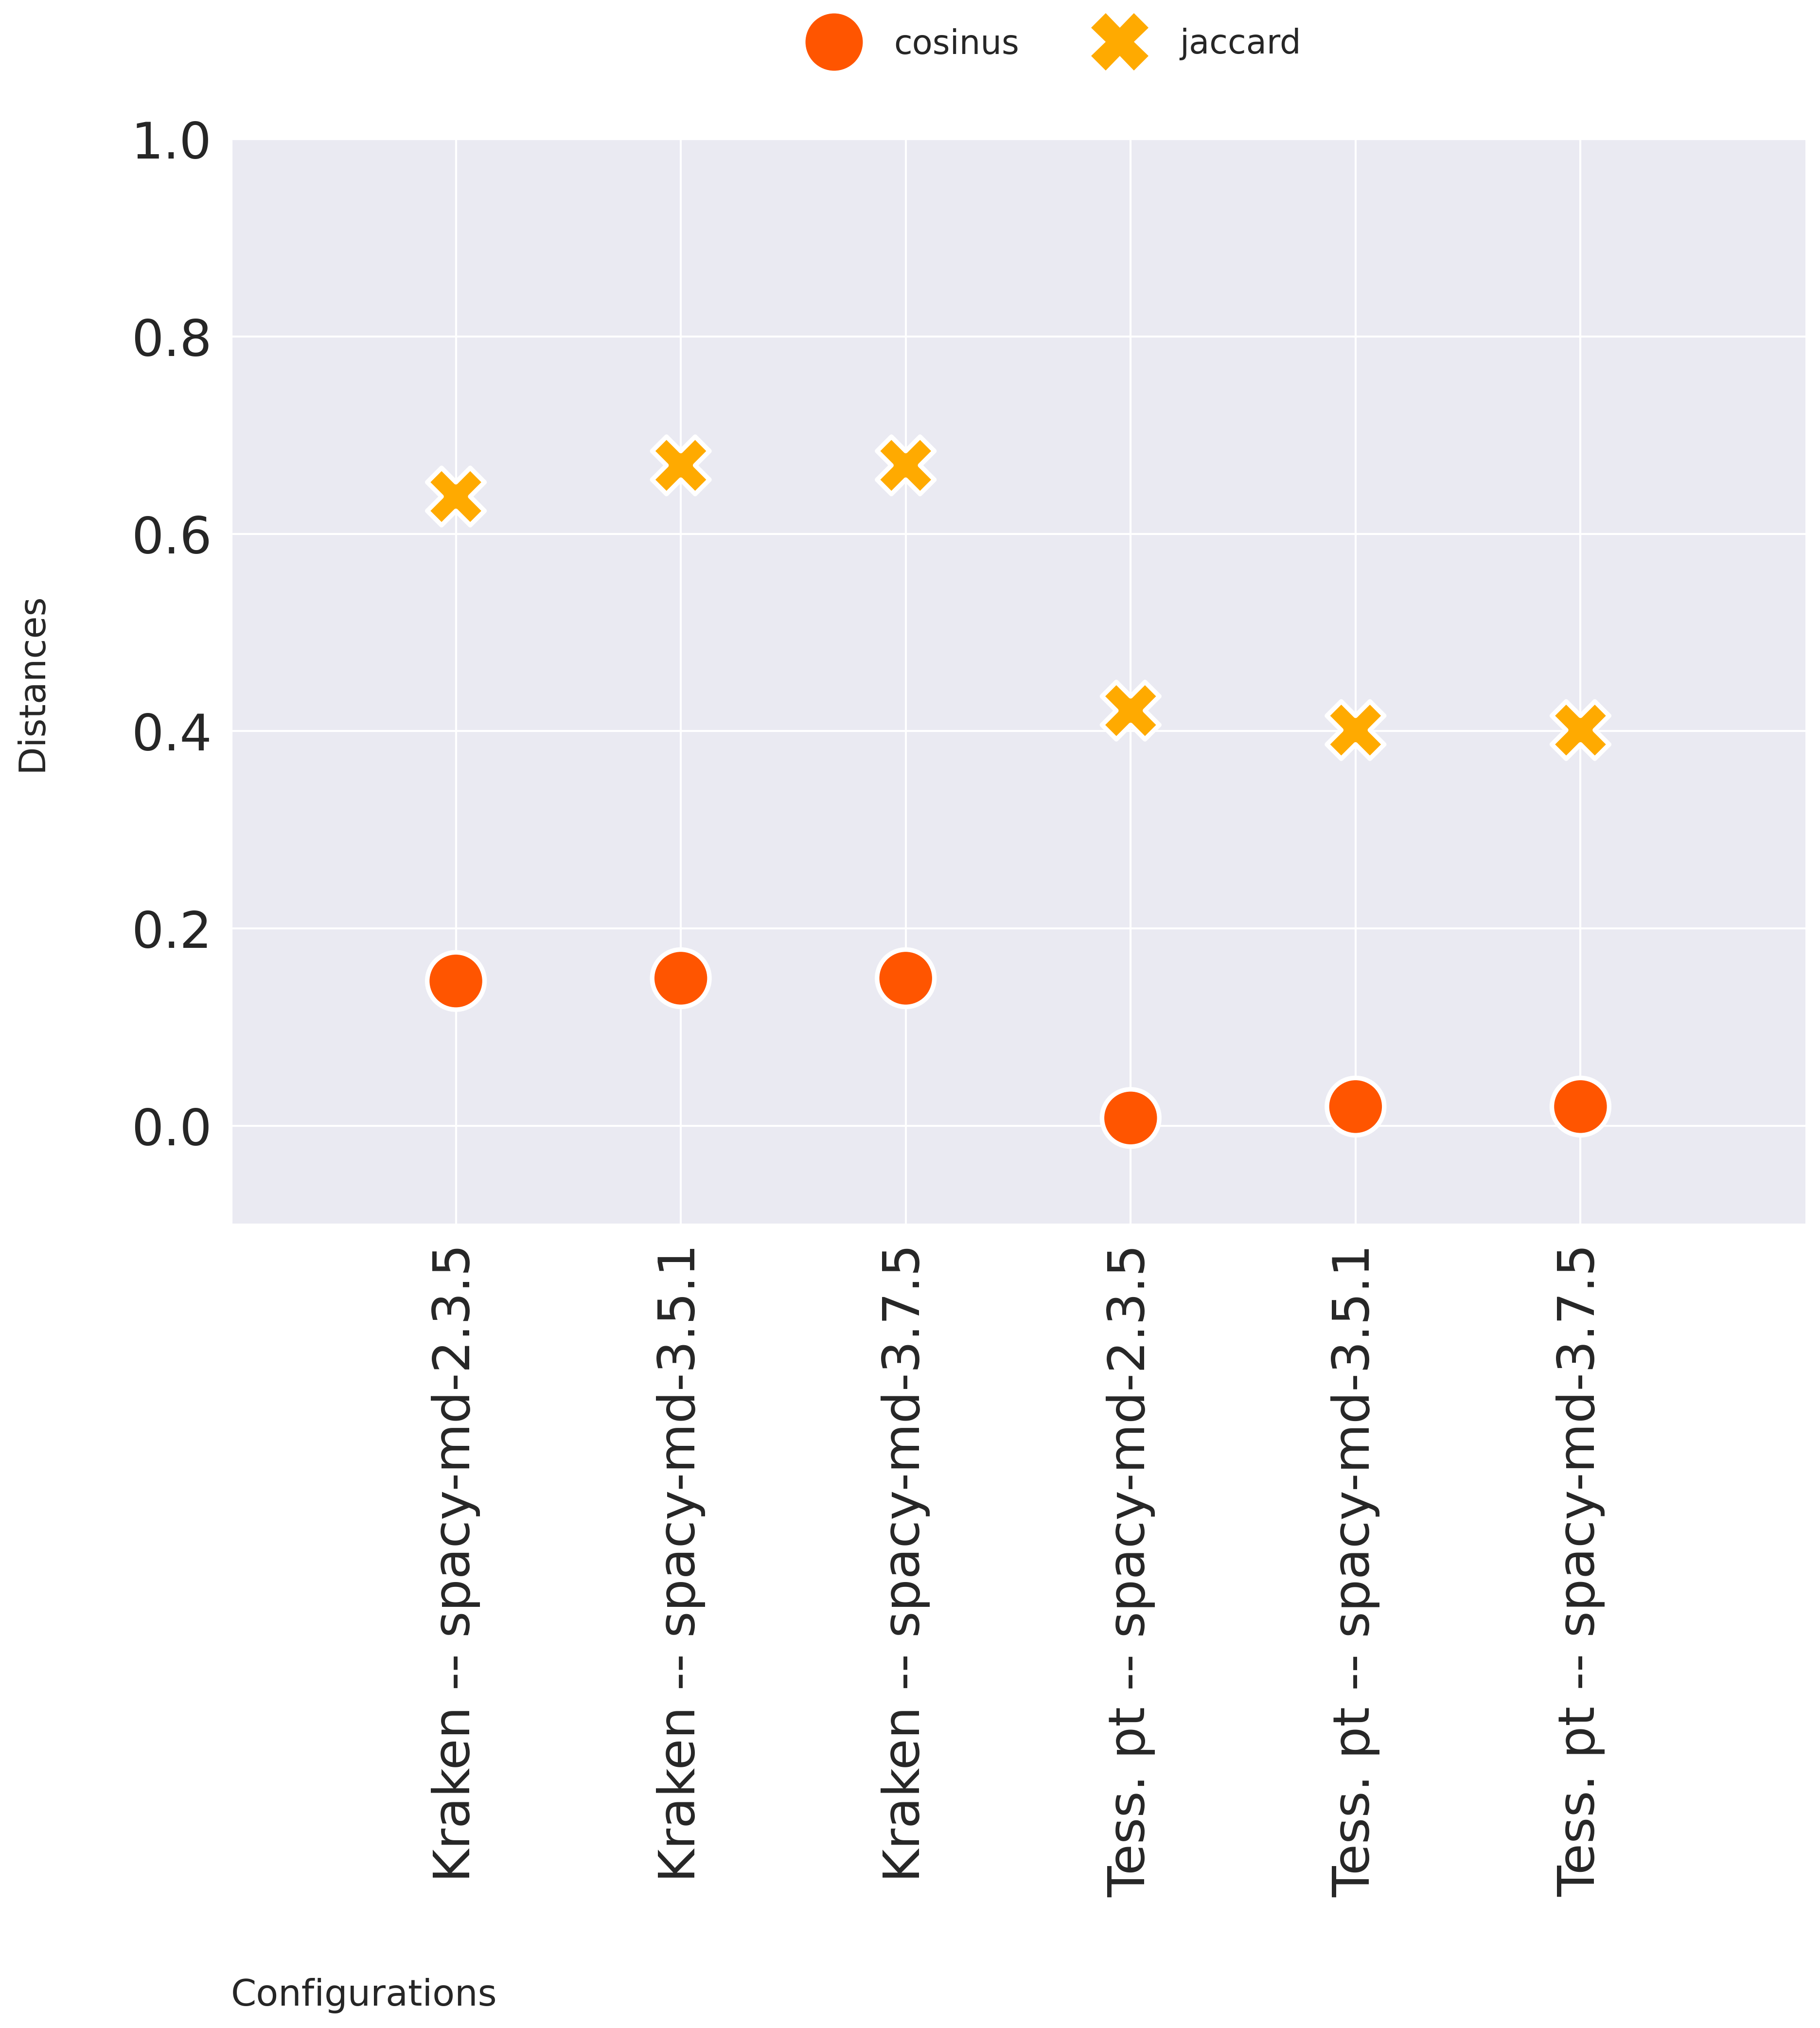 cosinus
jaccard
1.0
0.8
0.6
0.4
0.2
0.0
Distances
Kraken -- spacy-md-2.3.5
Kraken -- spacy-md-3.5.1
Kraken -- spacy-md-3.7.5
Tess. pt -- spacy-md-2.3.5
Tess. pt -- spacy-md-3.5.1
Tess. pt -- spacy-md-3.7.5
Configurations